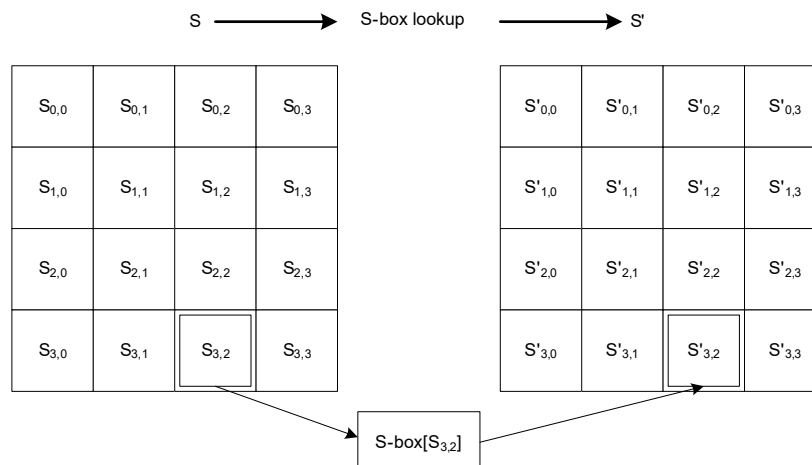 S S-box lookup S'
S0,0 S0,1 S0,2 S0,3 S'0,0 S'0,1 S'0,2 S'0,3
S1,0 S1,1 S1,2 S1,3 S'1,0 S'1,1 S'1,2 S'1,3
S2,0 S2,1 S2,2 S2,3 S'2,0 S'2,1 S'2,2 S'2,3
S3,0 S3,1 S3,2 S3,3 S'3,0 S'3,1 S'3,2 S'3,3
S-box[S3,2]